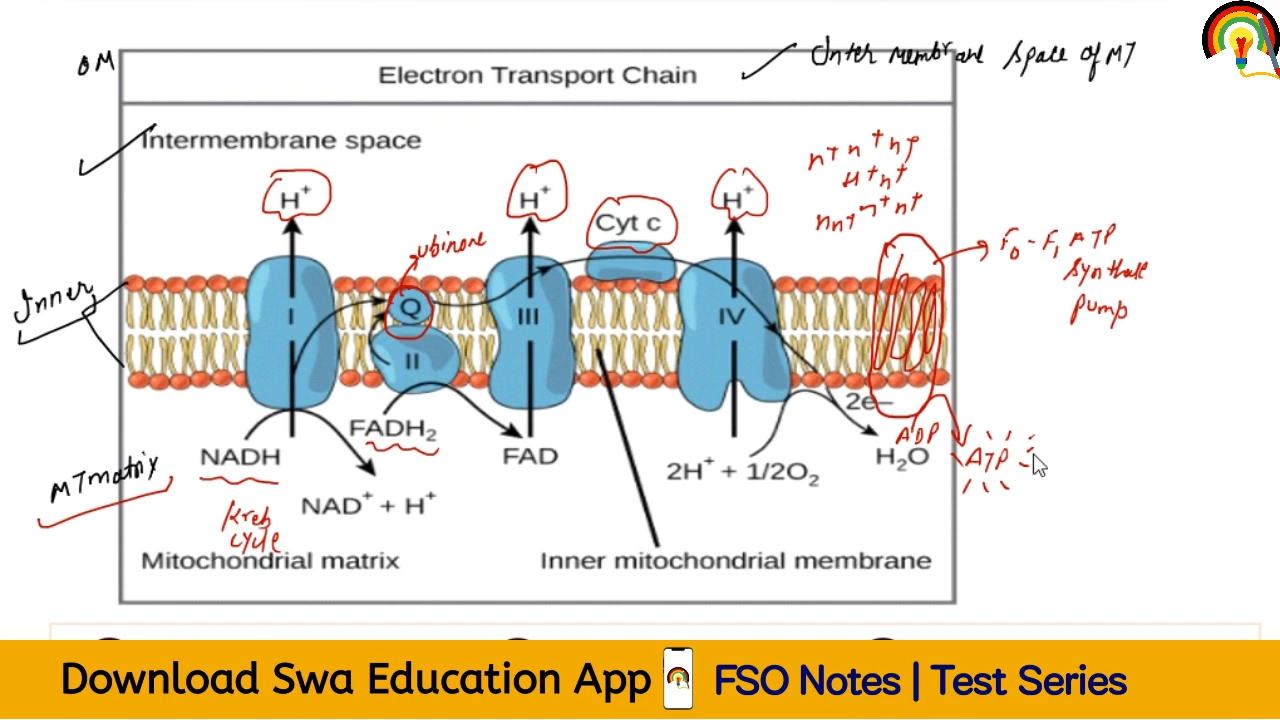 OM
Inter membrane space of MT
Electron Transport Chain
Intermembrane space
H+
H+
H+
Cyt c
n+ n+ n+
H+ n+
nn+ n+ n+
ubinone
F0 - F1 ATP
Synthase
Pump
Inner
I
Q
II
III
IV
2e-
ADP
ATP
FADH2
NADH
FAD
2H+ + 1/2O2
H2O
MT matrix
NAD+ + H+
Kreb
cycle
Mitochondrial matrix
Inner mitochondrial membrane
Download Swa Education App
FSO Notes | Test Series